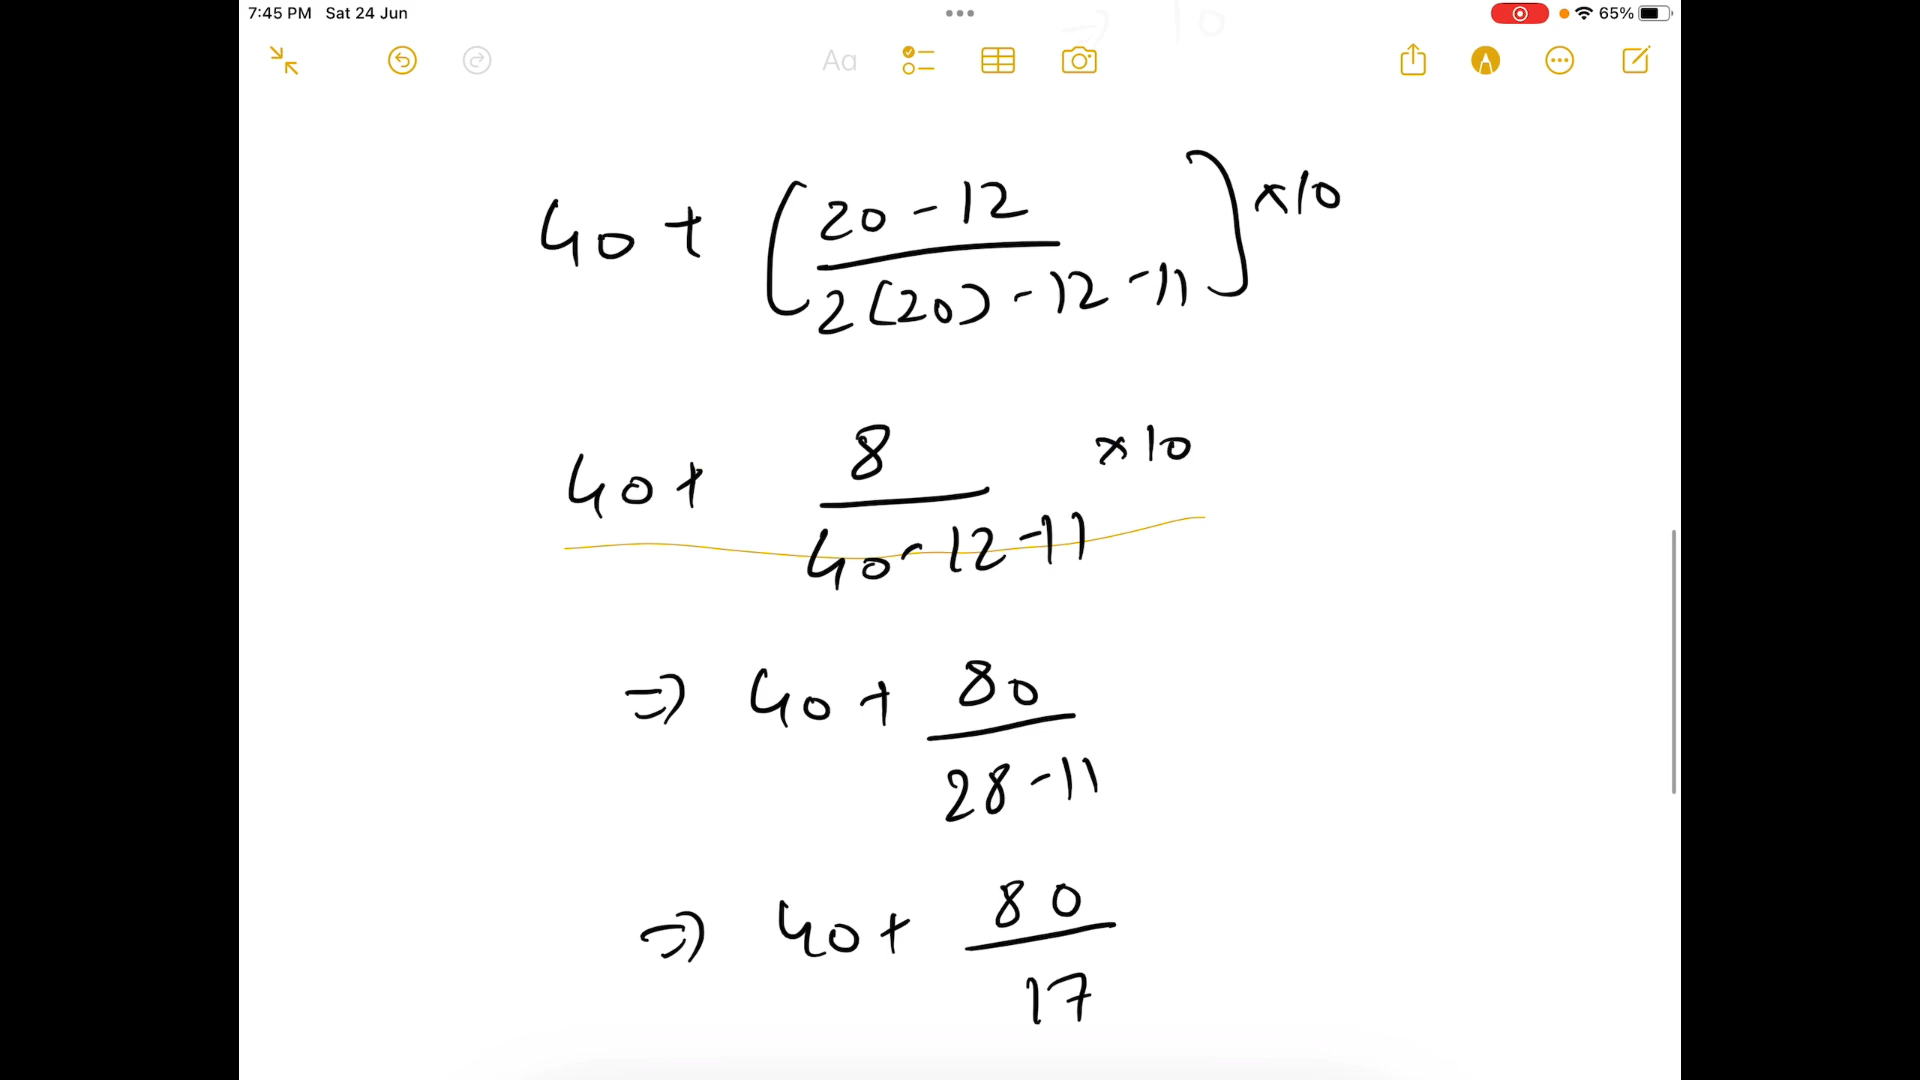 7:45 PM Sat 24 Jun
65%
⇒ 10
Aa
40 + [ (20 - 12) / (2(20) - 12 - 11) ] × 10
40 + 8 / (40 - 12 - 11) × 10
⇒ 40 + 80 / (28 - 11)
⇒ 40 + 80 / 17